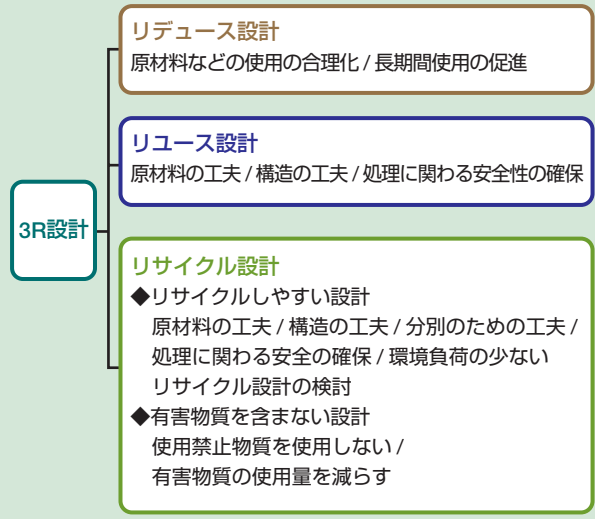 リデュース設計
原材料などの使用の合理化 / 長期間使用の促進
リユース設計
原材料の工夫 / 構造の工夫 / 処理に関わる安全性の確保
3R設計
リサイクル設計
◆リサイクルしやすい設計
原材料の工夫 / 構造の工夫 / 分別のための工夫 /
処理に関わる安全の確保 / 環境負荷の少ない
リサイクル設計の検討
◆有害物質を含まない設計
使用禁止物質を使用しない /
有害物質の使用量を減らす